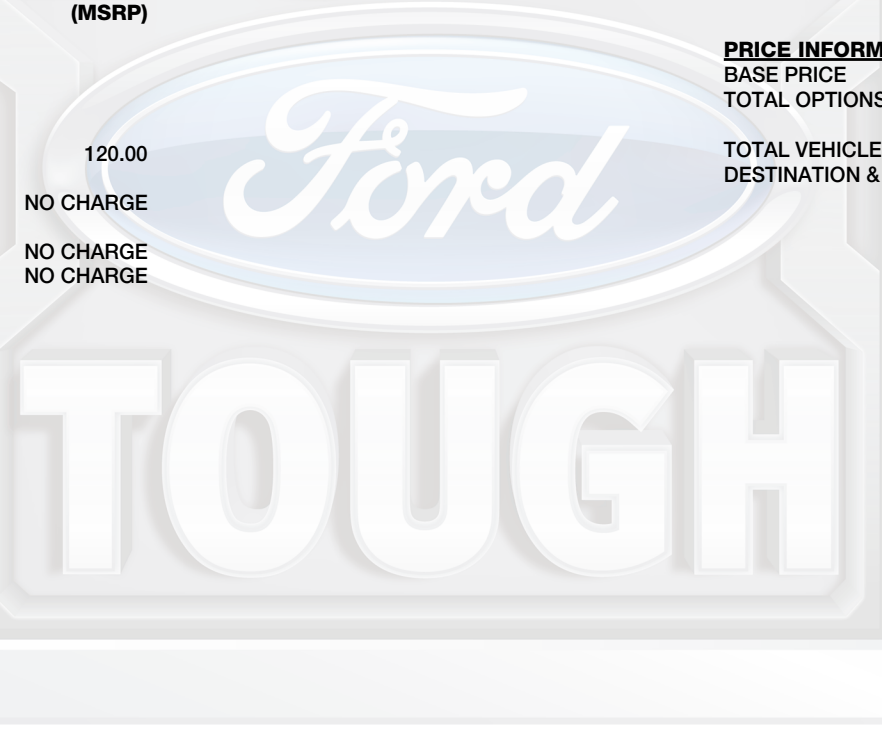 (MSRP)
120.00
NO CHARGE
NO CHARGE
NO CHARGE
PRICE INFORM
BASE PRICE
TOTAL OPTIONS
TOTAL VEHICLE
DESTINATION &
Ford
TOUGH